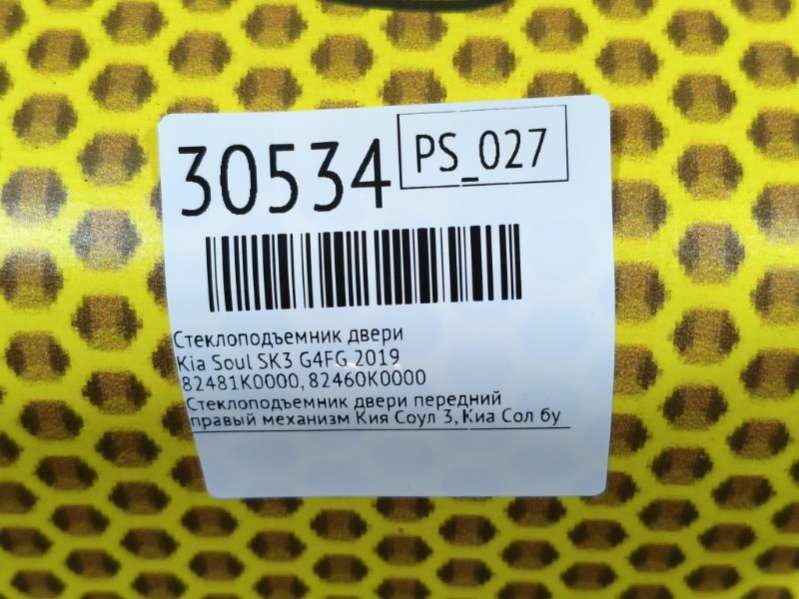 30534
PS_027
Стеклоподъемник двери
Kia Soul SK3 G4FG 2019
82481K0000, 82460K0000
Стеклоподъемник двери передний
правый механизм Кия Соул 3, Киа Сол бу